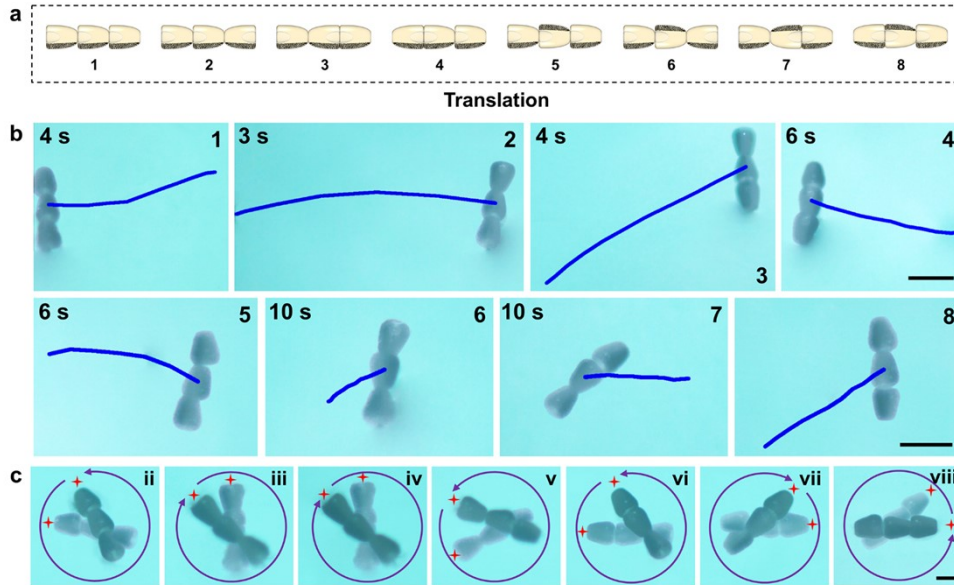 a
1 2 3 4 5 6 7 8
Translation
b
4 s 1
3 s 2
4 s 3
6 s 4
6 s 5
10 s 6
10 s 7
8
c
ii iii iv v vi vii viii